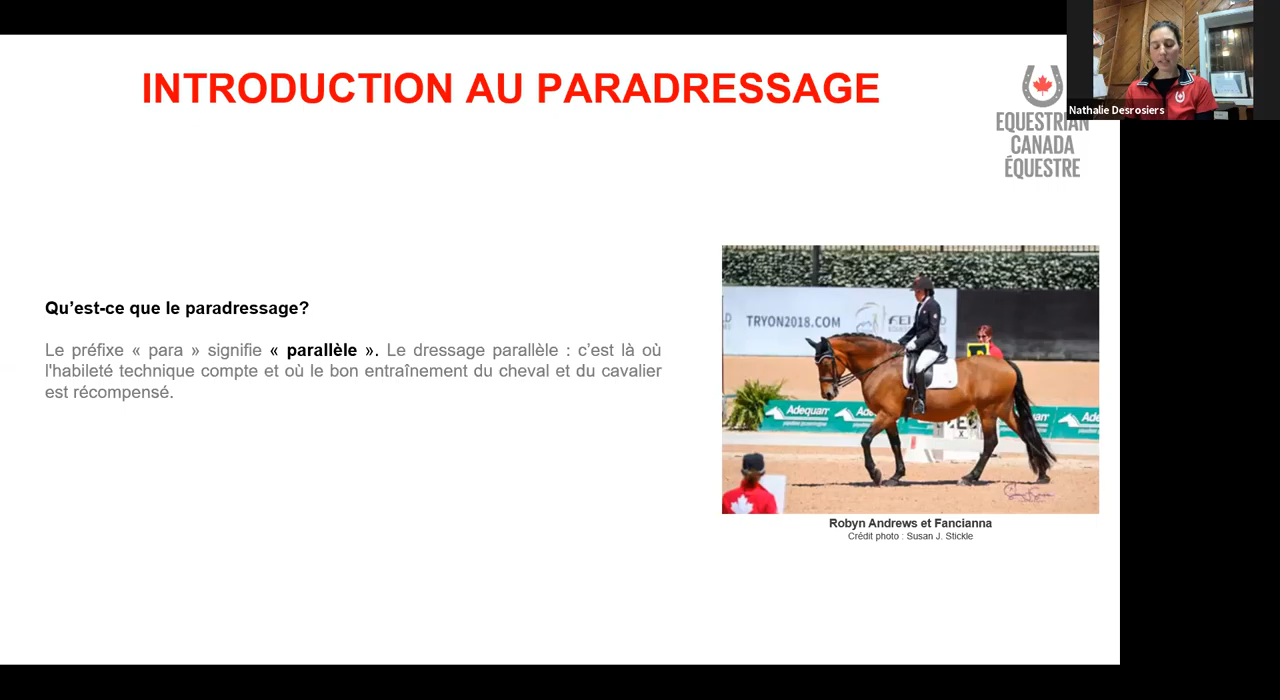 INTRODUCTION AU PARADRESSAGE
EQUESTRIAN
CANADA
ÉQUESTRE
Nathalie Desrosiers
Qu’est-ce que le paradressage?
Le préfixe « para » signifie « parallèle ». Le dressage parallèle : c’est là où
l'habileté technique compte et où le bon entraînement du cheval et du cavalier
est récompensé.
TRYON2018.COM
FEI
Adequan
Robyn Andrews et Fancianna
Crédit photo : Susan J. Stickle